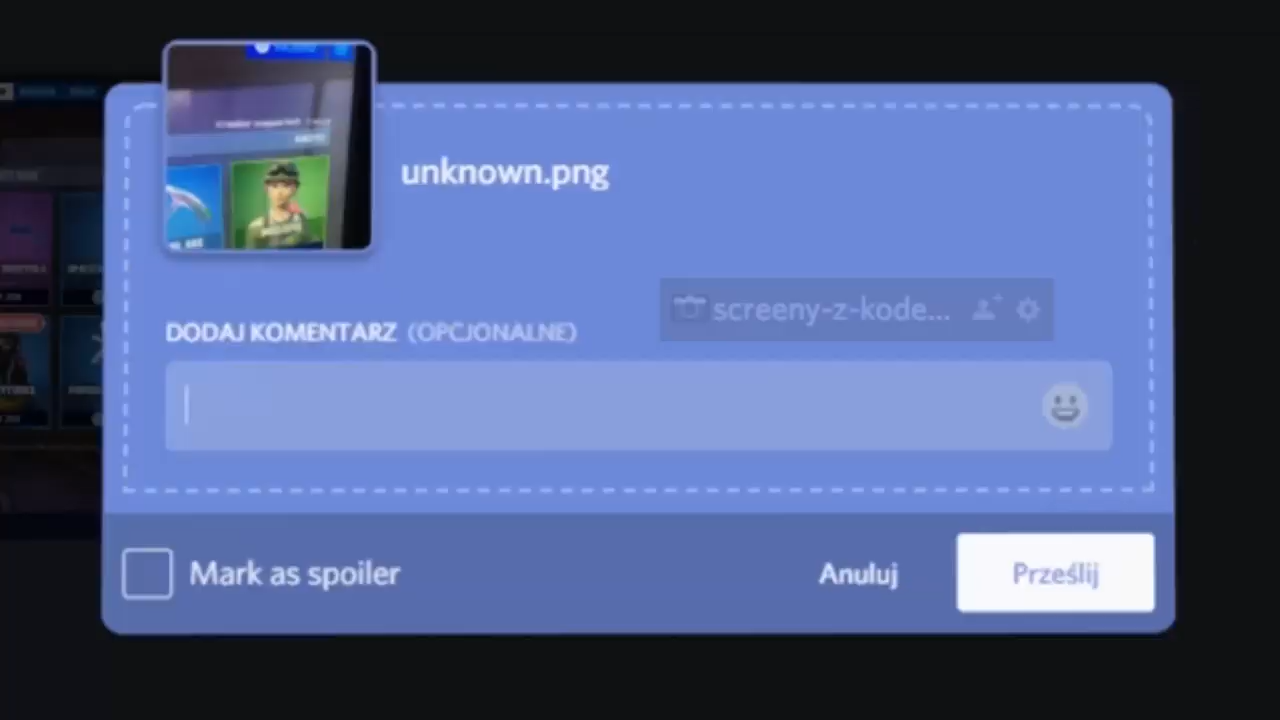 unknown.png
screeny-z-kode...
DODAJ KOMENTARZ (OPCJONALNE)
Mark as spoiler
Anuluj
Prześlij